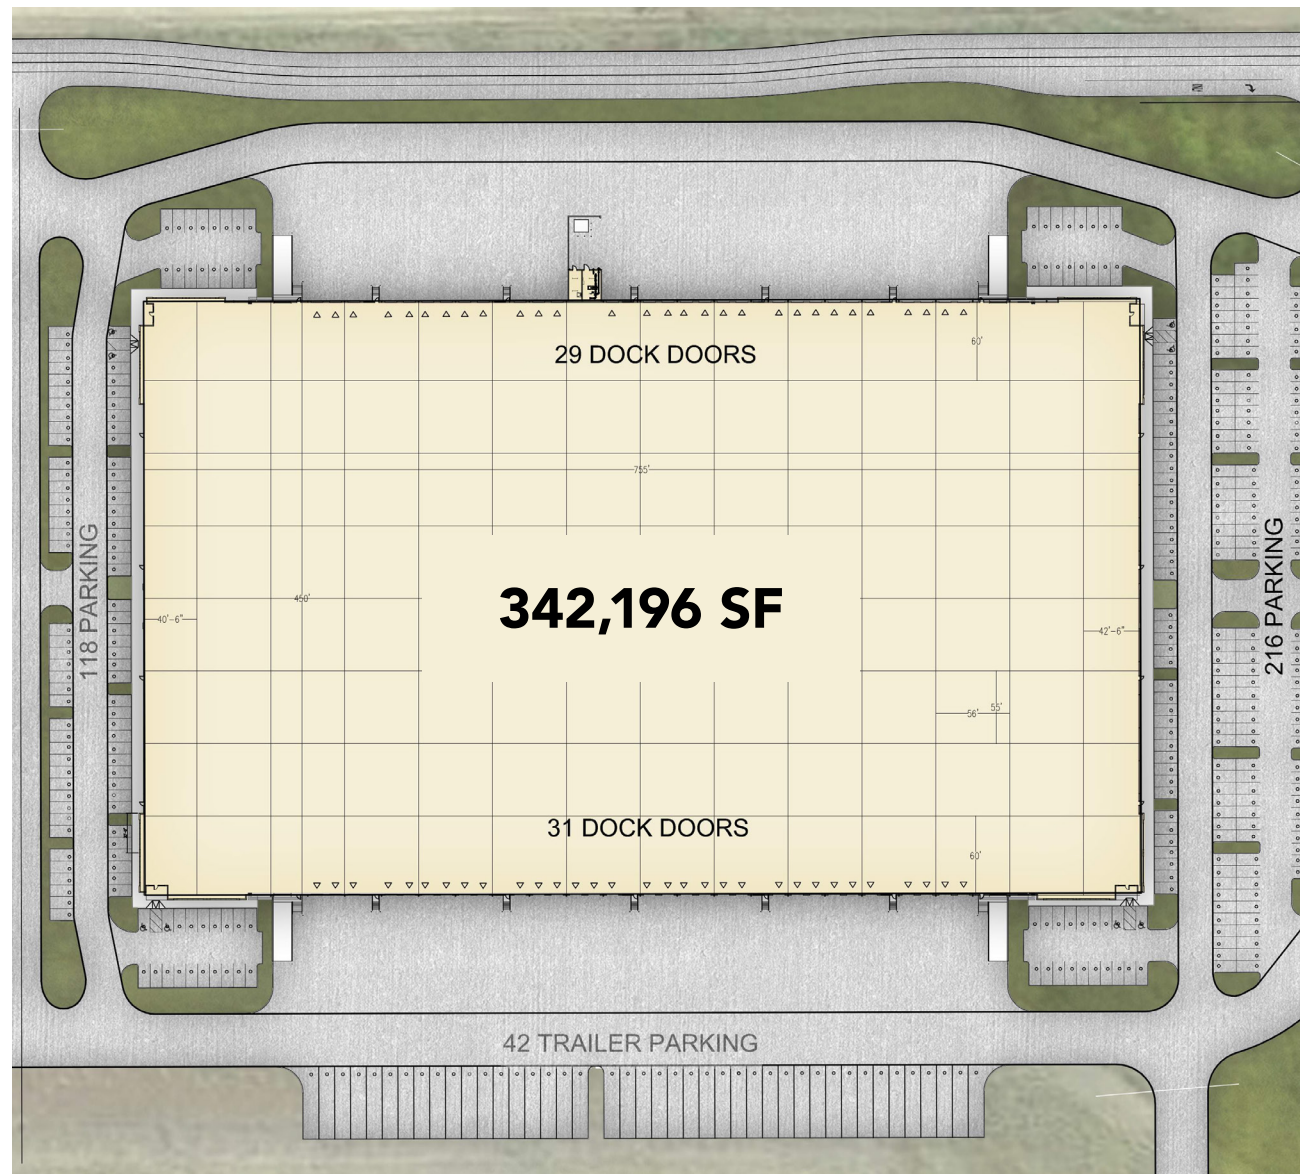 29 DOCK DOORS
60'
755'
342,196 SF
450'
40'-6"
42'-6"
118 PARKING
216 PARKING
56'
55'
31 DOCK DOORS
60'
42 TRAILER PARKING